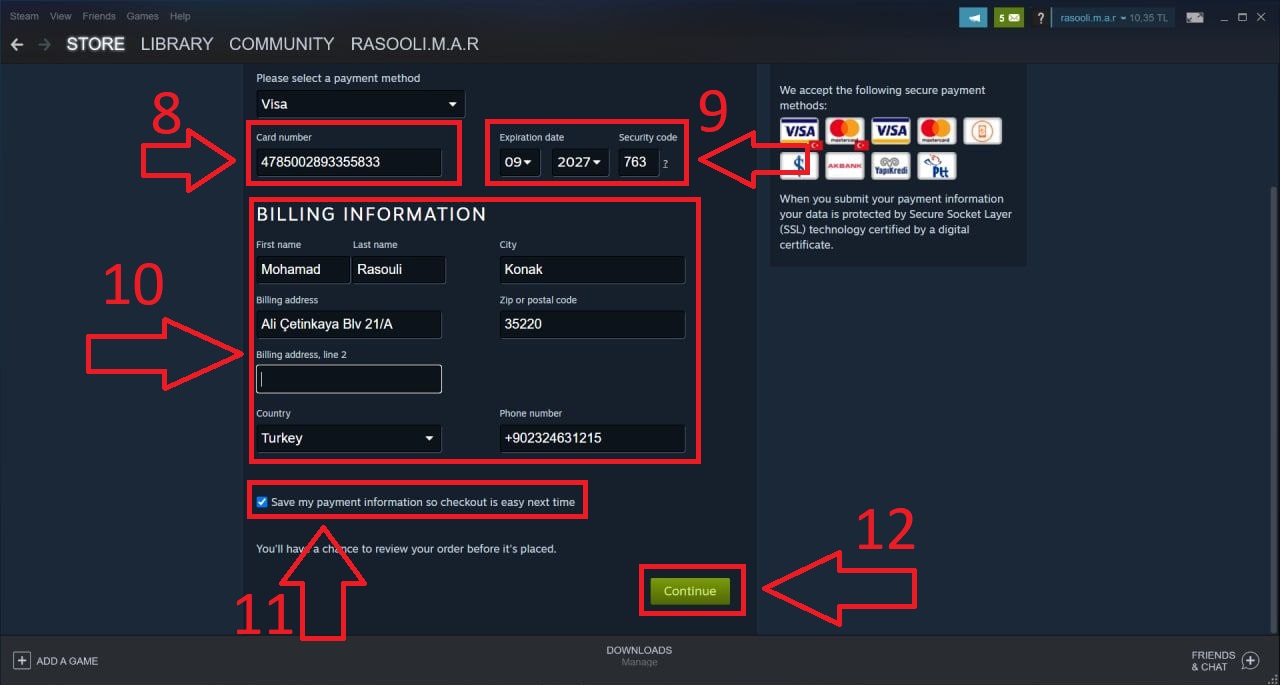 Steam View Friends Games Help
5 ? rasooli.m.a.r 10,35 TL
STORE LIBRARY COMMUNITY RASOOLI.M.A.R
Please select a payment method
Visa
8
9
Card number
Expiration date Security code
4785002893355833
09 2027 763 ?
BILLING INFORMATION
First name Last name City
Mohamad Rasouli Konak
10
Billing address Zip or postal code
Ali Çetinkaya Blv 21/A 35220
Billing address, line 2
Country Phone number
Turkey +902324631215
Save my payment information so checkout is easy next time
12
You'll have a chance to review your order before it's placed.
Continue
11
We accept the following secure payment
methods:
VISA mastercard VISA mastercard
AKBANK YapıKredi Ptt
When you submit your payment information
your data is protected by Secure Socket Layer
(SSL) technology certified by a digital
certificate.
ADD A GAME
DOWNLOADS
Manage
FRIENDS
& CHAT